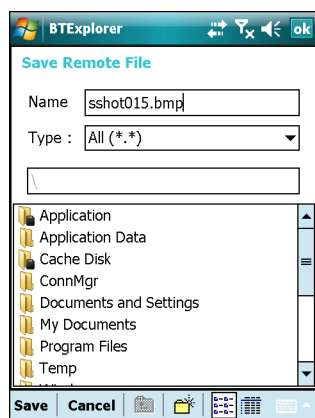 BTExplorer ok
Save Remote File
Name sshot015.bmp
Type : All (*.*)
\
Application
Application Data
Cache Disk
ConnMgr
Documents and Settings
My Documents
Program Files
Temp
Save Cancel